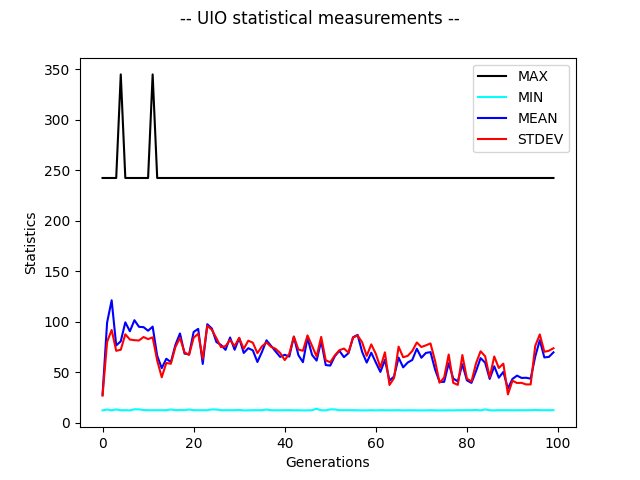 -- UIO statistical measurements --
350
300
250
200
150
100
50
0
Statistics
MAX
MIN
MEAN
STDEV
0 20 40 60 80 100
Generations